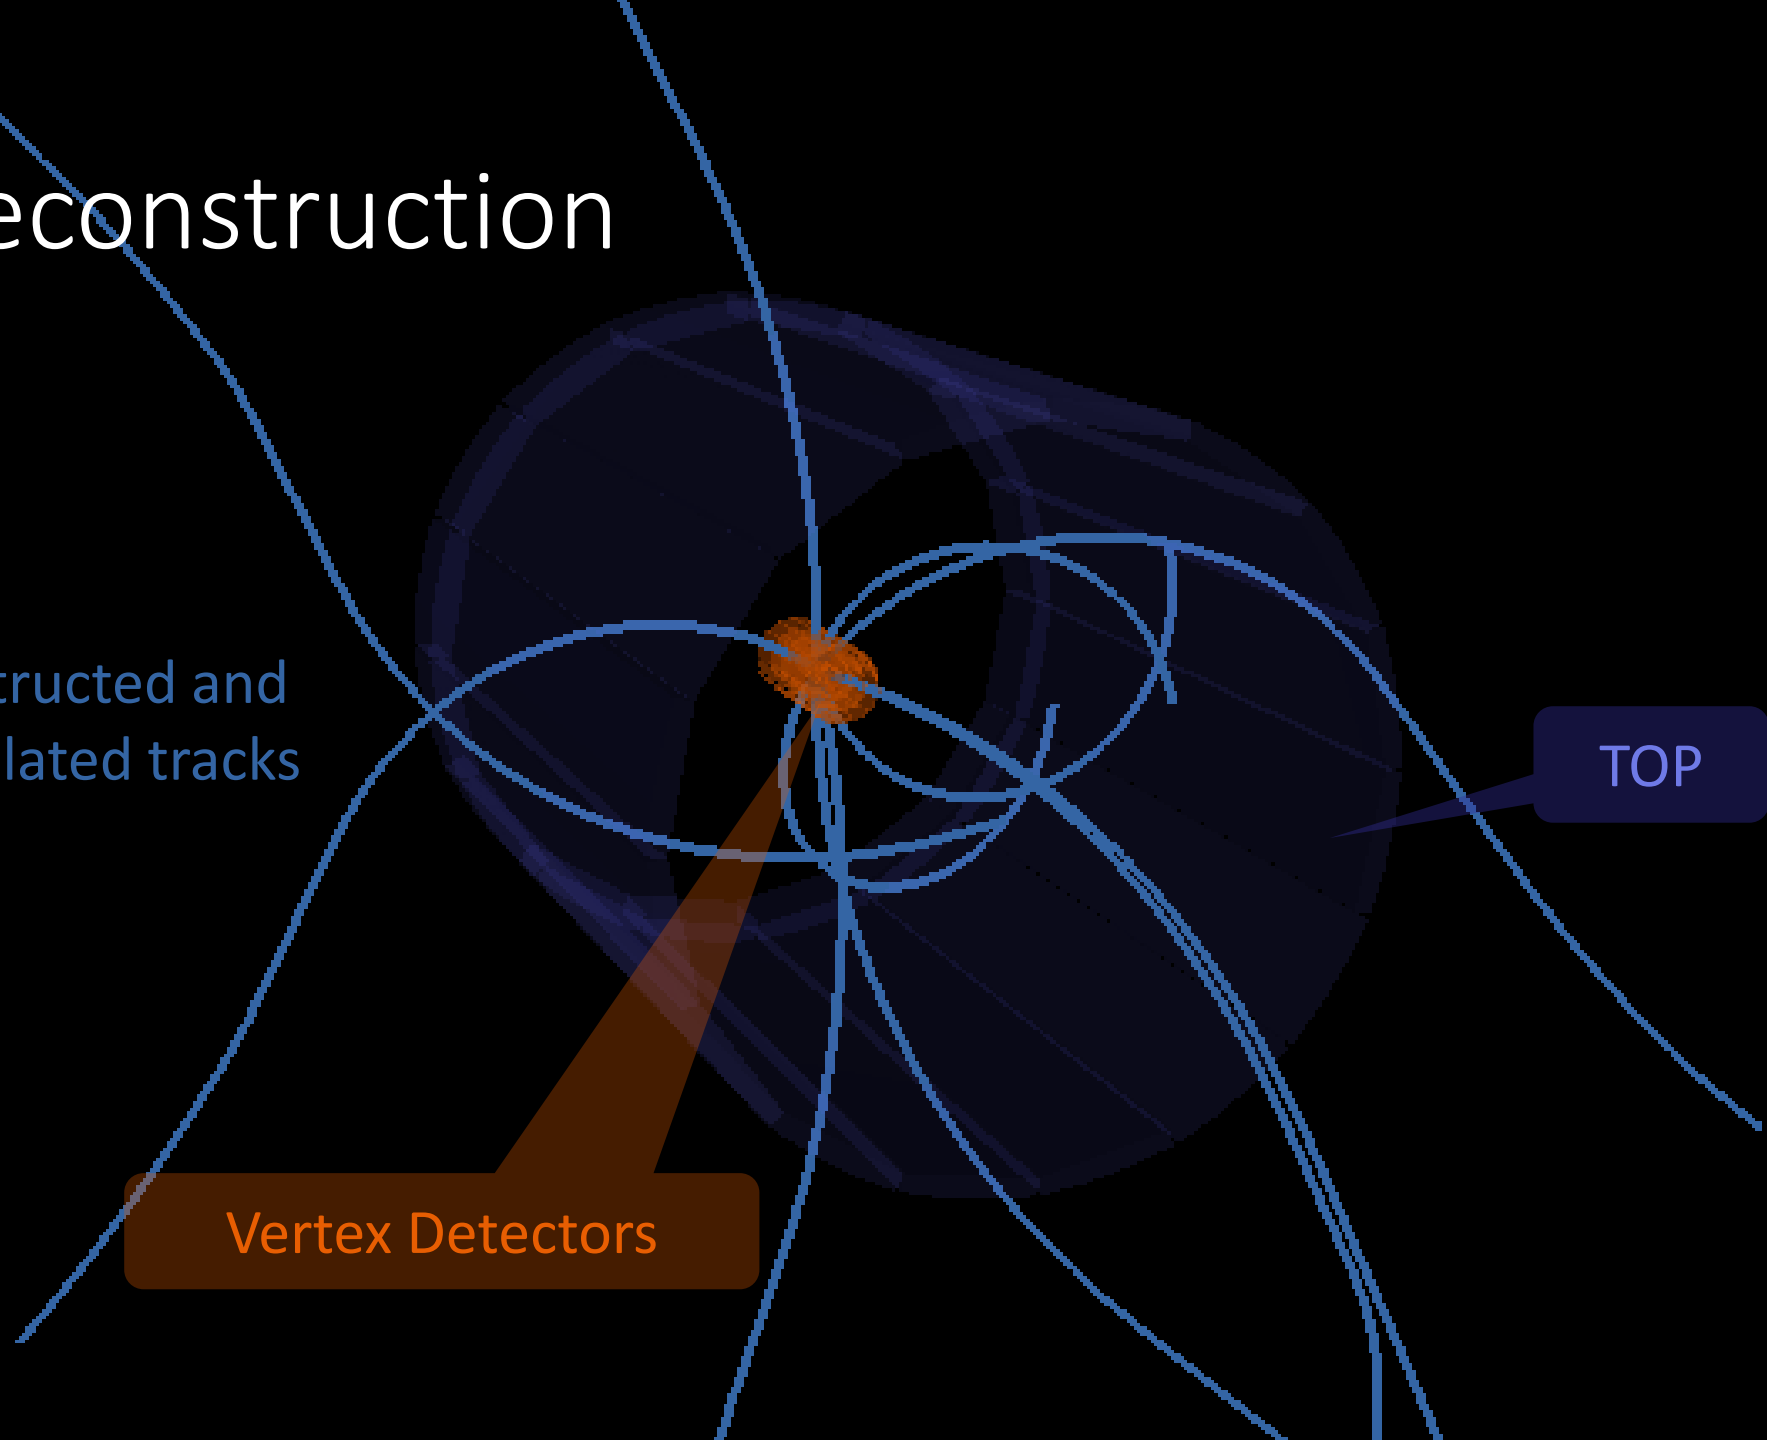 econstruction
tructed and
lated tracks
TOP
Vertex Detectors